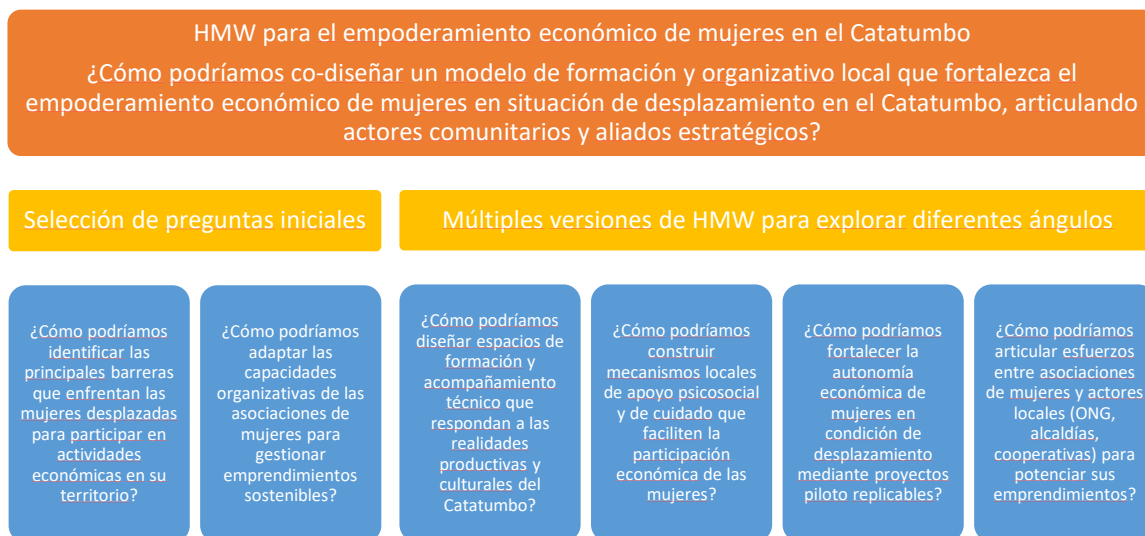 HMW para el empoderamiento económico de mujeres en el Catatumbo
¿Cómo podríamos co-diseñar un modelo de formación y organizativo local que fortalezca el
empoderamiento económico de mujeres en situación de desplazamiento en el Catatumbo, articulando
actores comunitarios y aliados estratégicos?
Selección de preguntas iniciales
Múltiples versiones de HMW para explorar diferentes ángulos
¿Cómo podríamos
identificar las
principales barreras
que enfrentan las
mujeres desplazadas
para participar en
actividades
económicas en su
territorio?
¿Cómo podríamos
adaptar las
capacidades
organizativas de las
asociaciones de
mujeres para
gestionar
emprendimientos
sostenibles?
¿Cómo podríamos
diseñar espacios de
formación y
acompañamiento
técnico que
respondan a las
realidades
productivas y
culturales del
Catatumbo?
¿Cómo podríamos
construir
mecanismos locales
de apoyo psicosocial
y de cuidado que
faciliten la
participación
económica de las
mujeres?
¿Cómo podríamos
fortalecer la
autonomía
económica de
mujeres en
condición de
desplazamiento
mediante proyectos
piloto replicables?
¿Cómo podríamos
articular esfuerzos
entre asociaciones
de mujeres y actores
locales (ONG,
alcaldías,
cooperativas) para
potenciar sus
emprendimientos?